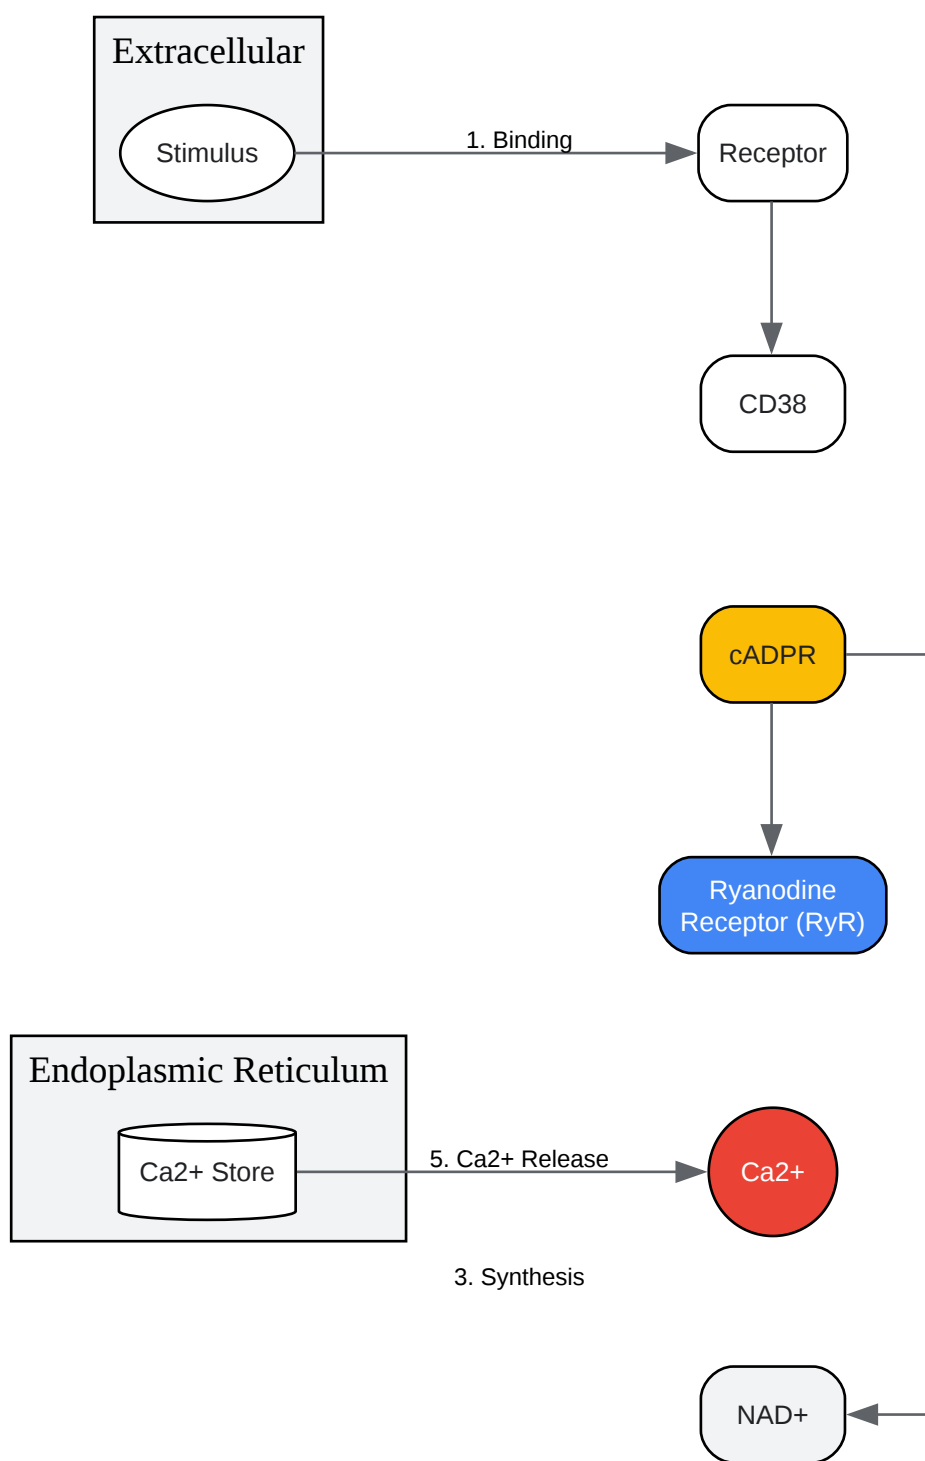 Extracellular
Stimulus
1. Binding
Receptor
CD38
cADPR
Ryanodine
Receptor (RyR)
Endoplasmic Reticulum
Ca2+ Store
5. Ca2+ Release
Ca2+
3. Synthesis
NAD+